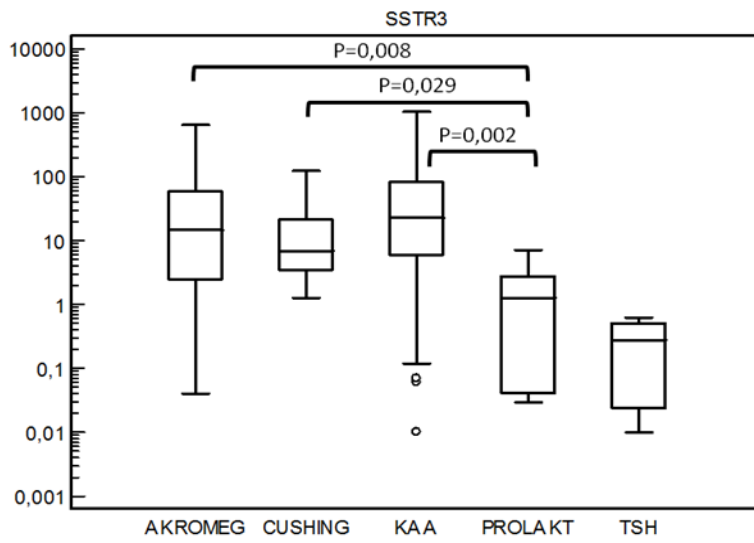 SSTR3
10000
P=0,008
1000
P=0,029
P=0,002
100
10
1
0,1
0,01
0,001
AKROMEG CUSHING KAA PROLAKT TSH